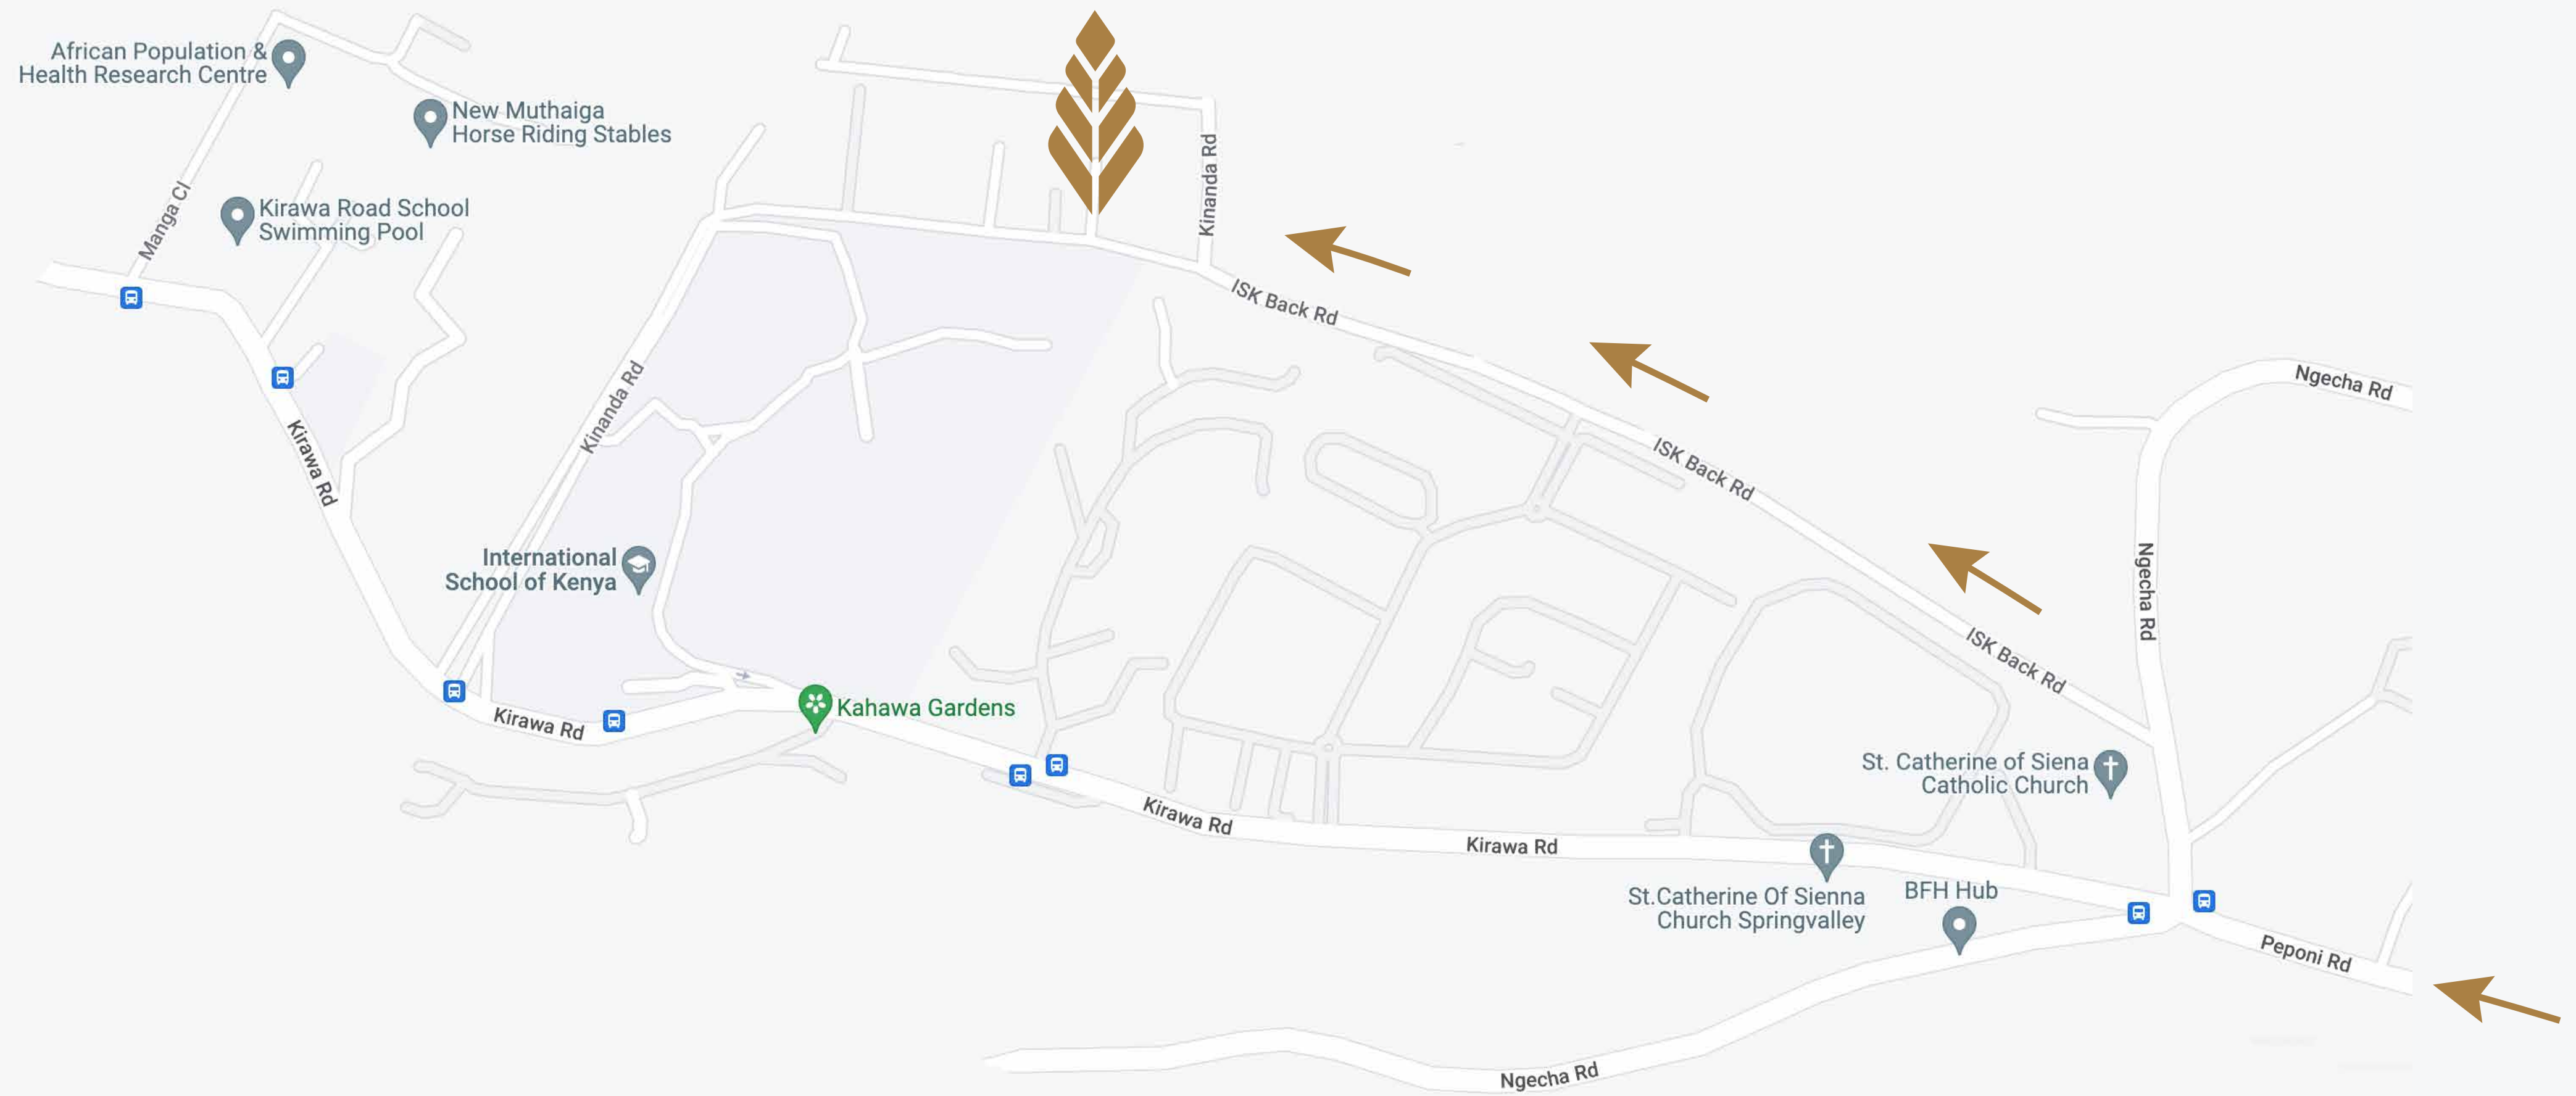 African Population &
Health Research Centre
New Muthaiga
Horse Riding Stables
Kinanda Rd
Manga Cl
Kirawa Road School
Swimming Pool
ISK Back Rd
Ngecha Rd
Kinanda Rd
Kirawa Rd
ISK Back Rd
International
School of Kenya
Ngecha Rd
ISK Back Rd
Kahawa Gardens
Kirawa Rd
St. Catherine of Siena
Catholic Church
Kirawa Rd
Kirawa Rd
St.Catherine Of Sienna
Church Springvalley
BFH Hub
Peponi Rd
Ngecha Rd